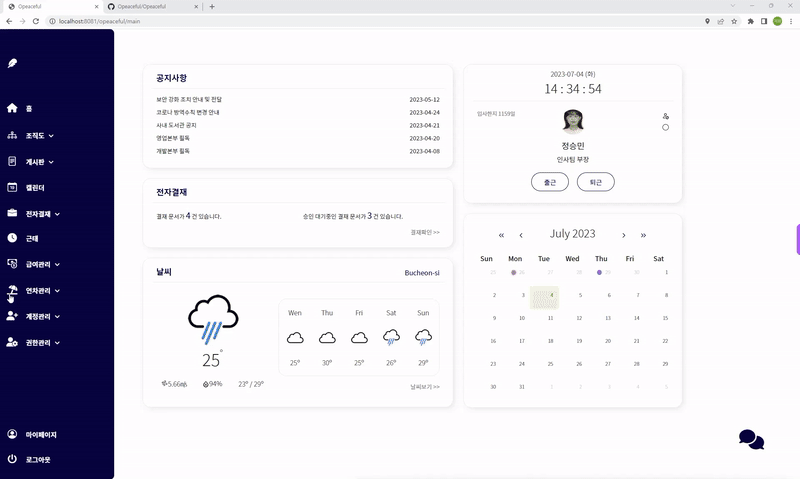 Opeaceful
Opeaceful/Opeaceful
localhost:8081/opeaceful/main
홈
조직도
게시판
캘린더
전자결재
근태
급여관리
연차관리
계정관리
권한관리
마이페이지
로그아웃
공지사항
보안 강화 조치 안내 및 전달 2023-05-12
코로나 방역수칙 변경 안내 2023-04-24
사내 도서관 공지 2023-04-21
영업본부 필독 2023-04-20
개발본부 필독 2023-04-08
전자결재
결재 문서가 4 건 있습니다. 승인 대기중인 결재 문서가 3 건 있습니다.
결재확인 >>
날씨 Bucheon-si
25°
5.66㎧ 94% 23° / 29°
Wen Thu Fri Sat Sun
25° 30° 25° 26° 29°
날씨보기 >>
2023-07-04 (화)
14 : 34 : 54
입사한지 1159일
정승민
인사팀 부장
출근 퇴근
« ‹ July 2023 › »
Sun Mon Tue Wed Thu Fri Sat
25 26 27 28 29 30 1
2 3 4 5 6 7 8
9 10 11 12 13 14 15
16 17 18 19 20 21 22
23 24 25 26 27 28 29
30 31 1 2 3 4 5